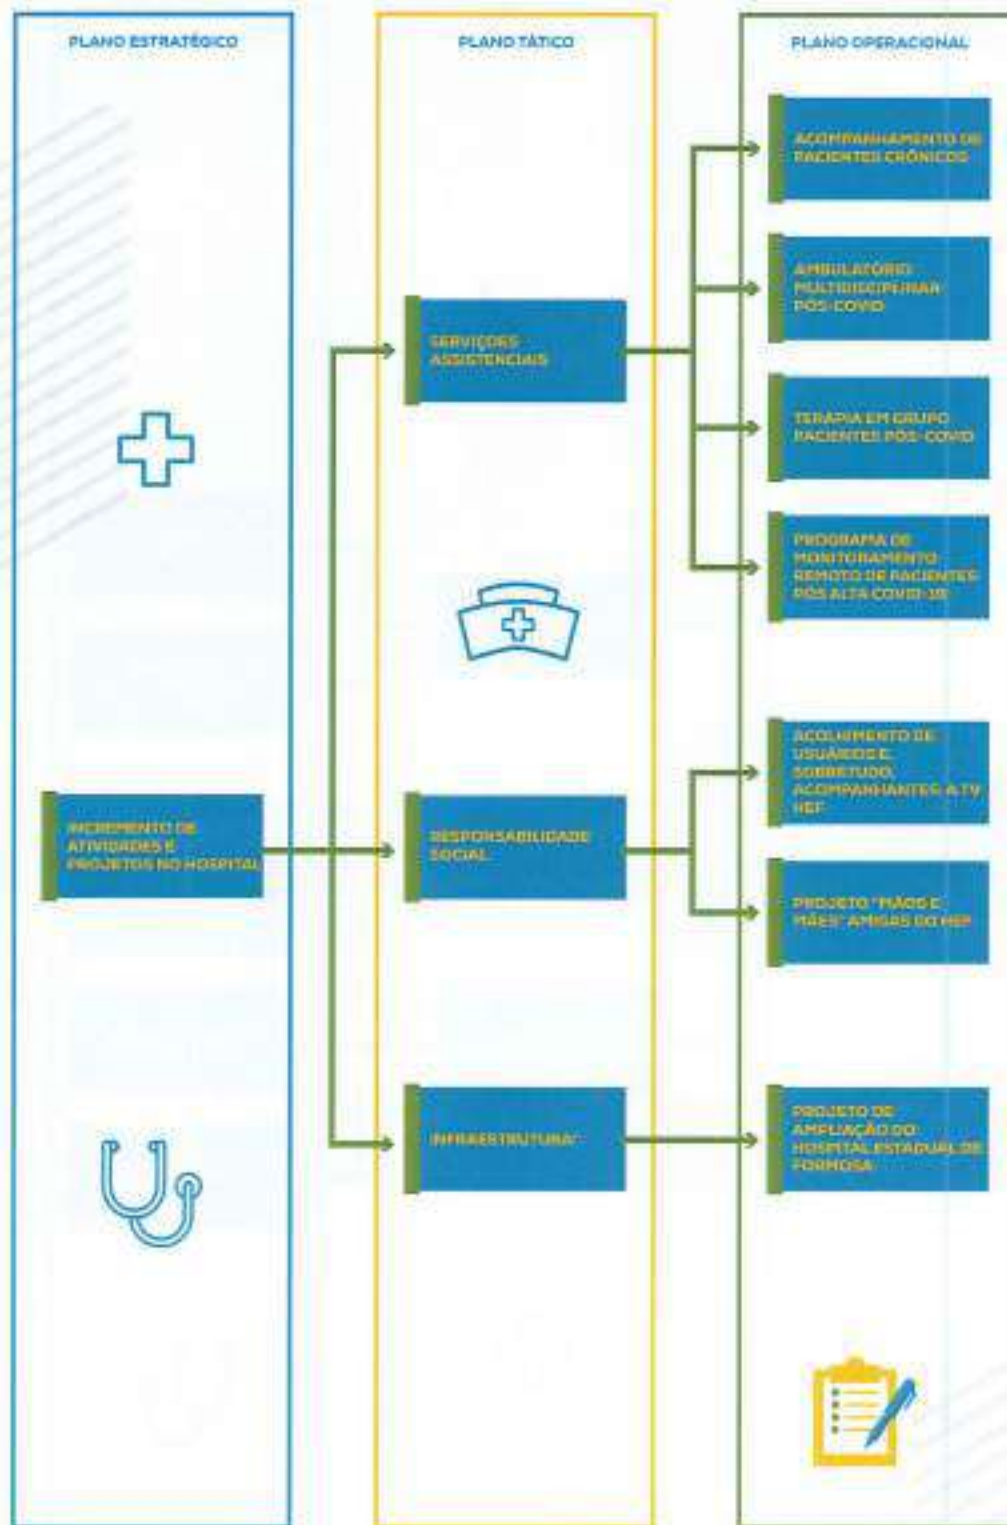 PLANO ESTRATÉGICO
PLANO TÁTICO
PLANO OPERACIONAL
INCREMENTO DE
ATIVIDADES E
PROJETOS NO HOSPITAL
SERVIÇOES
ASSISTENCIAIS
RESPONSABILIDADE
SOCIAL
INFRAESTRUTURA
ACOMPANHAMENTO DE
PACIENTES CRÔNICOS
AMBULATÓRIO
MULTIDISCIPLINAR
PÓS-COVID
TERAPIA EM GRUPO
PACIENTES PÓS-COVID
PROGRAMA DE
MONITORAMENTO
REMOTO DE PACIENTES
PÓS ALTA COVID-19
ACOLHIMENTO DE
USUÁRIOS E,
SOBRETUDO,
ACOMPANHANTES: A TV
HEF
PROJETO "MÃOS E
MÃES" AMIGAS DO HEF
PROJETO DE
AMPLIAÇÃO DO
HOSPITAL ESTADUAL DE
FORMOSA